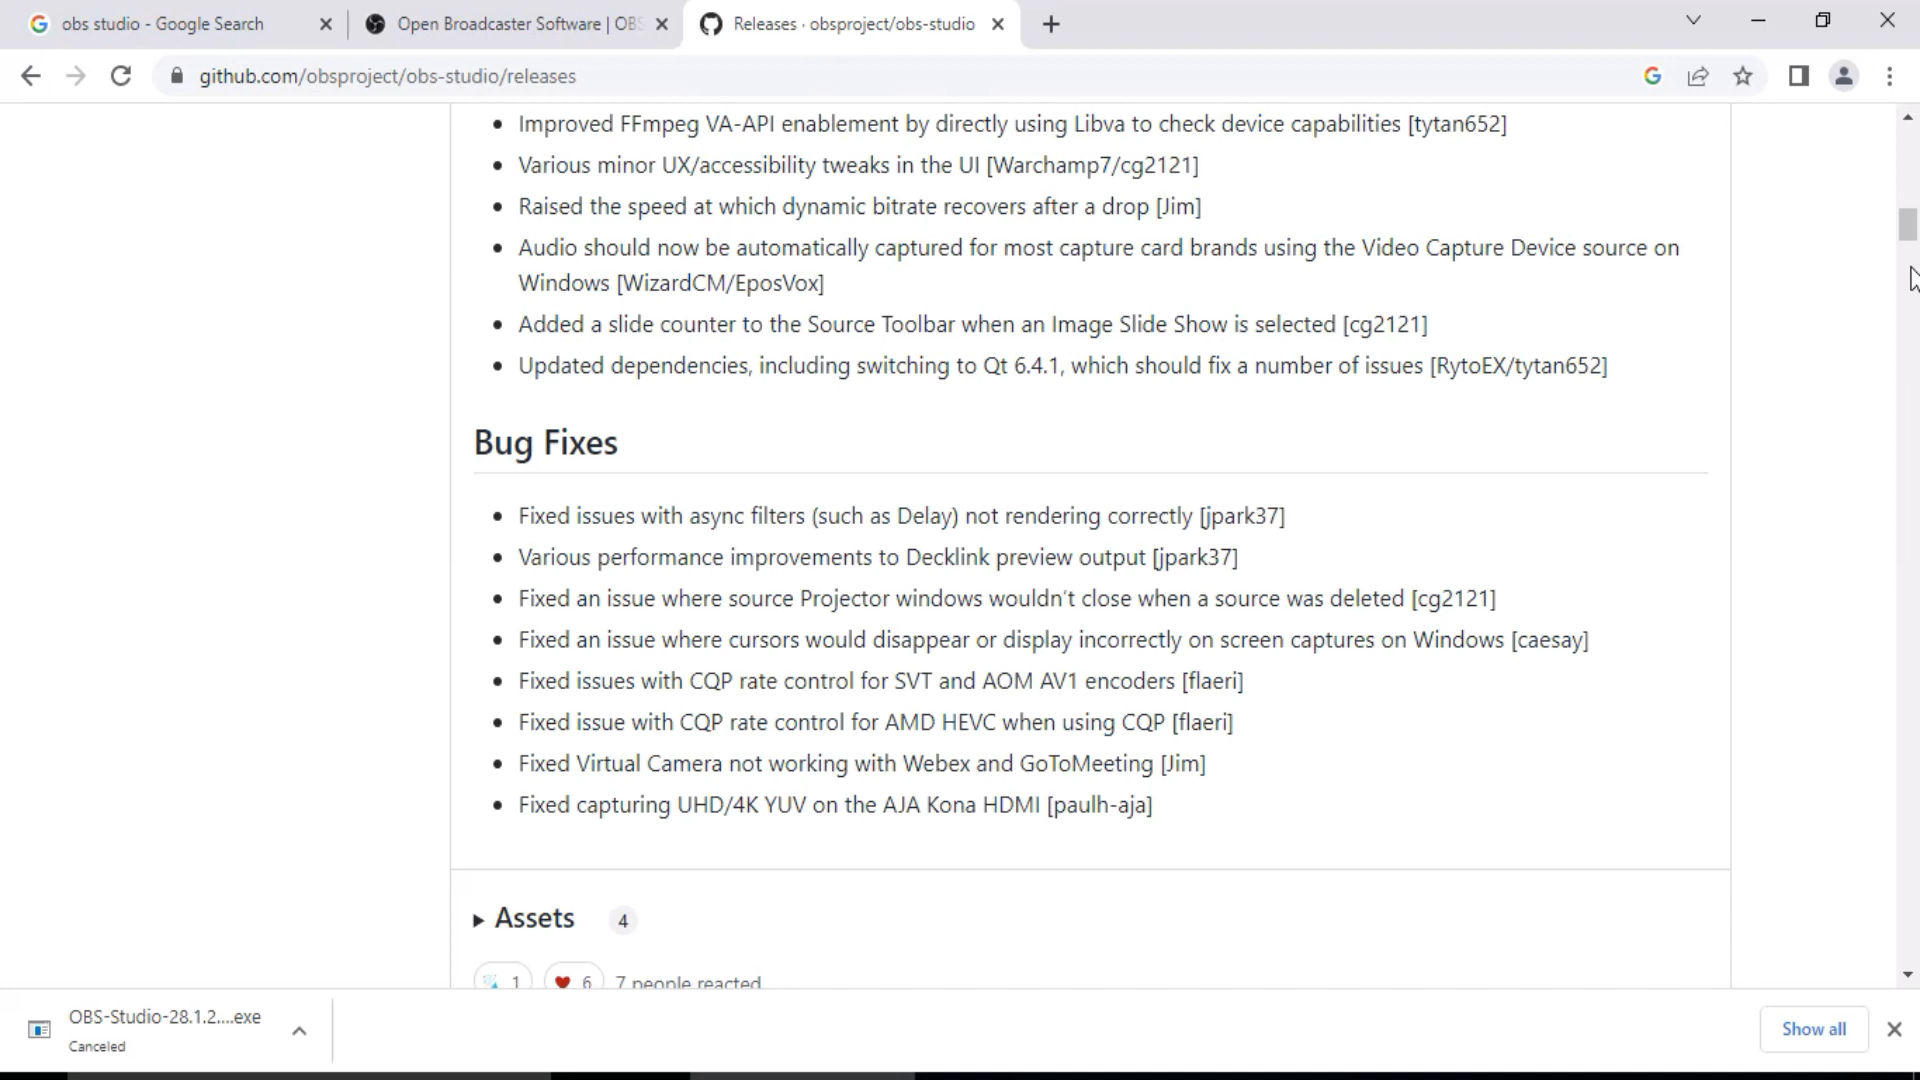 obs studio - Google Search
Open Broadcaster Software | OBS
Releases · obsproject/obs-studio
github.com/obsproject/obs-studio/releases
• Improved FFmpeg VA-API enablement by directly using Libva to check device capabilities [tytan652]
• Various minor UX/accessibility tweaks in the UI [Warchamp7/cg2121]
• Raised the speed at which dynamic bitrate recovers after a drop [Jim]
• Audio should now be automatically captured for most capture card brands using the Video Capture Device source on
Windows [WizardCM/EposVox]
• Added a slide counter to the Source Toolbar when an Image Slide Show is selected [cg2121]
• Updated dependencies, including switching to Qt 6.4.1, which should fix a number of issues [RytoEX/tytan652]
Bug Fixes
• Fixed issues with async filters (such as Delay) not rendering correctly [jpark37]
• Various performance improvements to Decklink preview output [jpark37]
• Fixed an issue where source Projector windows wouldn't close when a source was deleted [cg2121]
• Fixed an issue where cursors would disappear or display incorrectly on screen captures on Windows [caesay]
• Fixed issues with CQP rate control for SVT and AOM AV1 encoders [flaeri]
• Fixed issue with CQP rate control for AMD HEVC when using CQP [flaeri]
• Fixed Virtual Camera not working with Webex and GoToMeeting [Jim]
• Fixed capturing UHD/4K YUV on the AJA Kona HDMI [paulh-aja]
Assets 4
1 6 7 people reacted
OBS-Studio-28.1.2....exe
Canceled
Show all